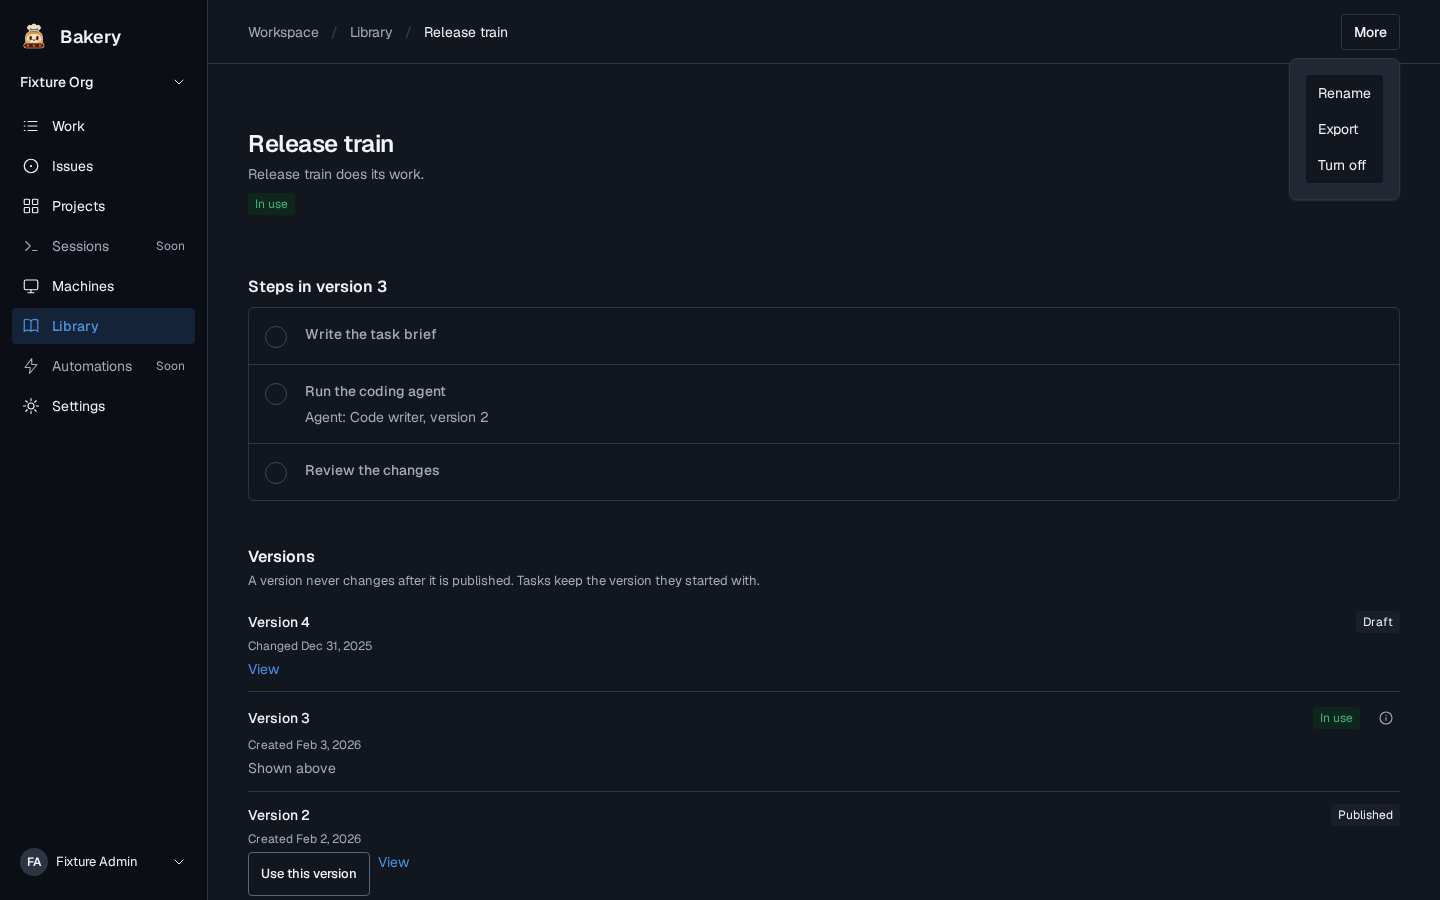 Bakery
Fixture Org
Work
Issues
Projects
Sessions Soon
Machines
Library
Automations Soon
Settings
FA Fixture Admin
Workspace / Library / Release train
More
Rename
Export
Turn off
Release train
Release train does its work.
In use
Steps in version 3
Write the task brief
Run the coding agent
Agent: Code writer, version 2
Review the changes
Versions
A version never changes after it is published. Tasks keep the version they started with.
Version 4 Draft
Changed Dec 31, 2025
View
Version 3 In use
Created Feb 3, 2026
Shown above
Version 2 Published
Created Feb 2, 2026
Use this version View